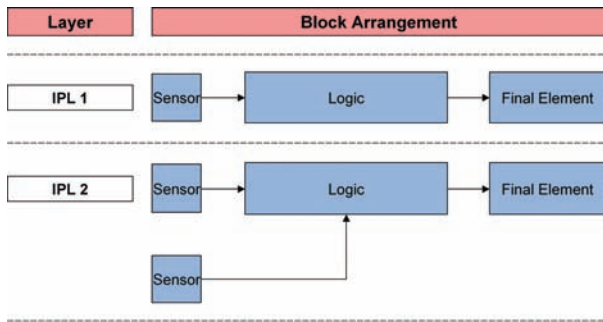 Layer Block Arrangement
IPL 1 Sensor Logic Final Element
IPL 2 Sensor Logic Final Element
Sensor